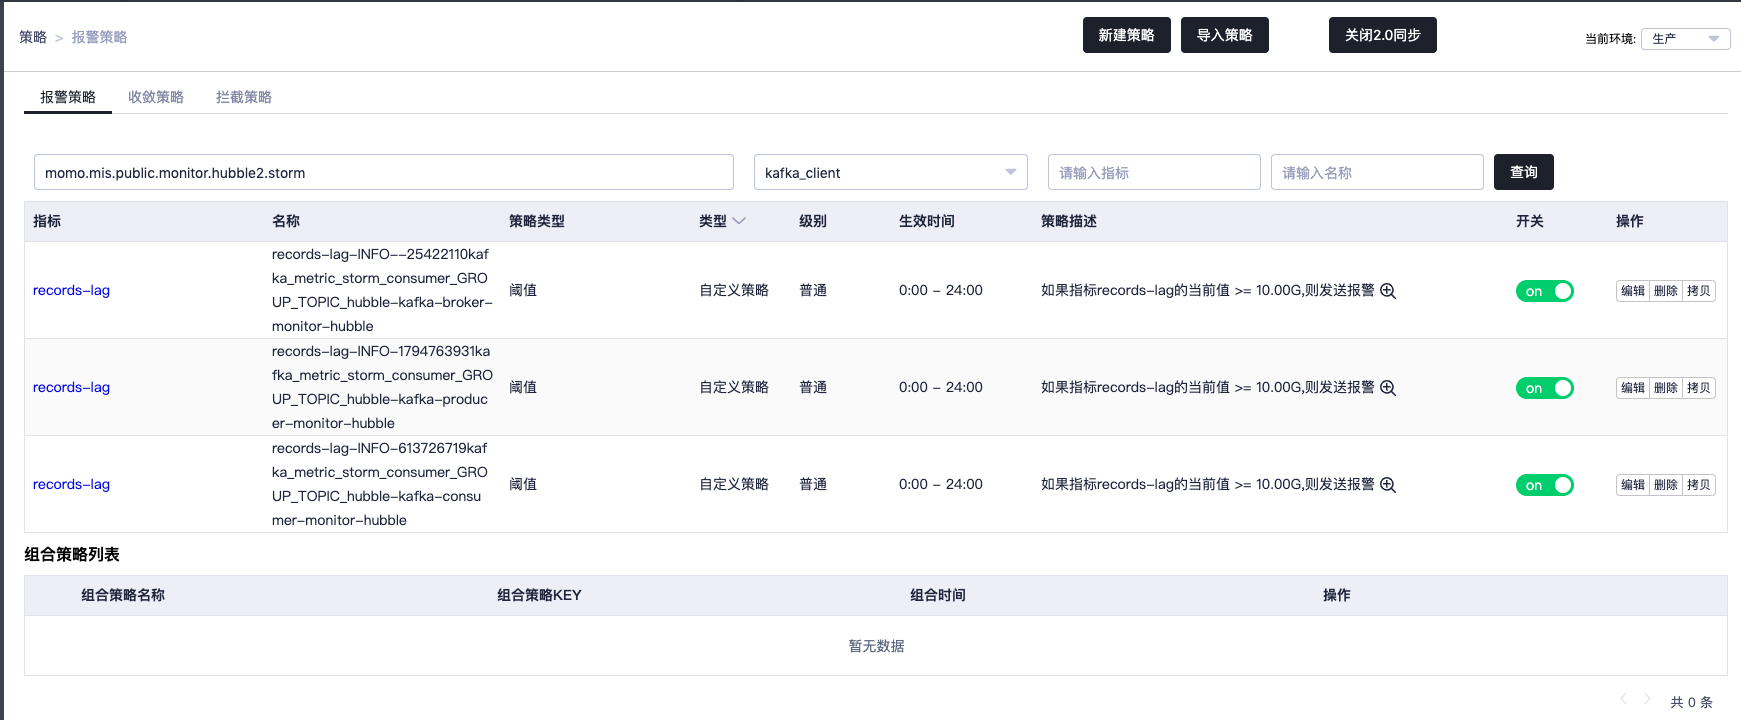 策略 > 报警策略
新建策略 导入策略 关闭2.0同步 当前环境: 生产
报警策略 收敛策略 拦截策略
momo.mis.public.monitor.hubble2.storm kafka_client 请输入指标 请输入名称 查询
指标 名称 策略类型 类型 级别 生效时间 策略描述 开关 操作
records-lag-INFO--25422110kaf
ka_metric_storm_consumer_GRO
records-lag 阈值 自定义策略 普通 0:00 - 24:00 如果指标records-lag的当前值 >= 10.00G,则发送报警 on 编辑 删除 拷贝
UP_TOPIC_hubble-kafka-broker-
monitor-hubble
records-lag-INFO-1794763931ka
fka_metric_storm_consumer_GRO
records-lag 阈值 自定义策略 普通 0:00 - 24:00 如果指标records-lag的当前值 >= 10.00G,则发送报警 on 编辑 删除 拷贝
UP_TOPIC_hubble-kafka-produc
er-monitor-hubble
records-lag-INFO-613726719kaf
ka_metric_storm_consumer_GRO
records-lag 阈值 自定义策略 普通 0:00 - 24:00 如果指标records-lag的当前值 >= 10.00G,则发送报警 on 编辑 删除 拷贝
UP_TOPIC_hubble-kafka-consu
mer-monitor-hubble
组合策略列表
组合策略名称 组合策略KEY 组合时间 操作
暂无数据
共 0 条